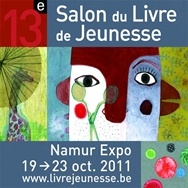 13e Salon du Livre
de Jeunesse
Namur Expo
19 → 23 oct. 2011
www.livrejeunesse.be